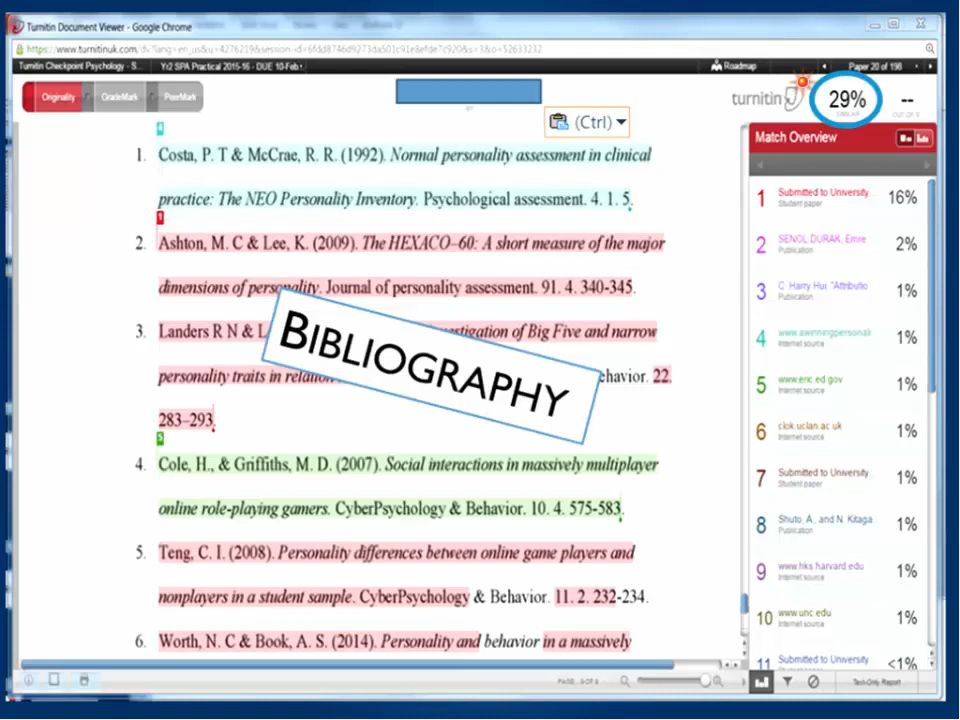 Turnitin Document Viewer - Google Chrome
Turnitin Checkpoint Psychology - S... Yr2 SPA Practical 2015-16 - DUE 10-Feb-... Roadmap Paper 20 of 198
Originality GradeMark PeerMark
turnitin 29% --
SIMILAR OUT OF 0
(Ctrl)
Match Overview
4
1. Costa, P. T & McCrae, R. R. (1992). Normal personality assessment in clinical
practice: The NEO Personality Inventory. Psychological assessment. 4. 1. 5.
1
2. Ashton, M. C & Lee, K. (2009). The HEXACO–60: A short measure of the major
dimensions of personality. Journal of personality assessment. 91. 4. 340-345.
3. Landers R N & L of Big Five and narrow
personality traits in relation 22.
283–293.
BIBLIOGRAPHY
5
4. Cole, H., & Griffiths, M. D. (2007). Social interactions in massively multiplayer
online role-playing gamers. CyberPsychology & Behavior. 10. 4. 575-583.
5. Teng, C. I. (2008). Personality differences between online game players and
nonplayers in a student sample. CyberPsychology & Behavior. 11. 2. 232-234.
6. Worth, N. C & Book, A. S. (2014). Personality and behavior in a massively
1 Submitted to University... 16%
Student paper
2 SENOL DURAK, Emre 2%
Publication
3 C. Harry Hui "Attributio 1%
Publication
4 www.awinningpersonali 1%
Internet source
5 www.eric.ed.gov 1%
Internet source
6 clok.uclan.ac.uk 1%
Internet source
7 Submitted to University... 1%
Student paper
8 Shuto, A., and N. Kitaga... 1%
Publication
9 www.hks.harvard.edu 1%
Internet source
10 www.unc.edu 1%
Internet source
11 Submitted to University <1%
Text-Only Report